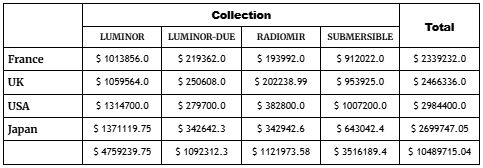 Collection Total
LUMINOR LUMINOR-DUE RADIOMIR SUBMERSIBLE
France $ 1013856.0 $ 219362.0 $ 193992.0 $ 912022.0 $ 2339232.0
UK $ 1059564.0 $ 250608.0 $ 202238.99 $ 953925.0 $ 2466336.0
USA $ 1314700.0 $ 279700.0 $ 382800.0 $ 1007200.0 $ 2984400.0
Japan $ 1371119.75 $ 342642.3 $ 342942.6 $ 643042.4 $ 2699747.05
$ 4759239.75 $ 1092312.3 $ 1121973.58 $ 3516189.4 $ 10489715.04